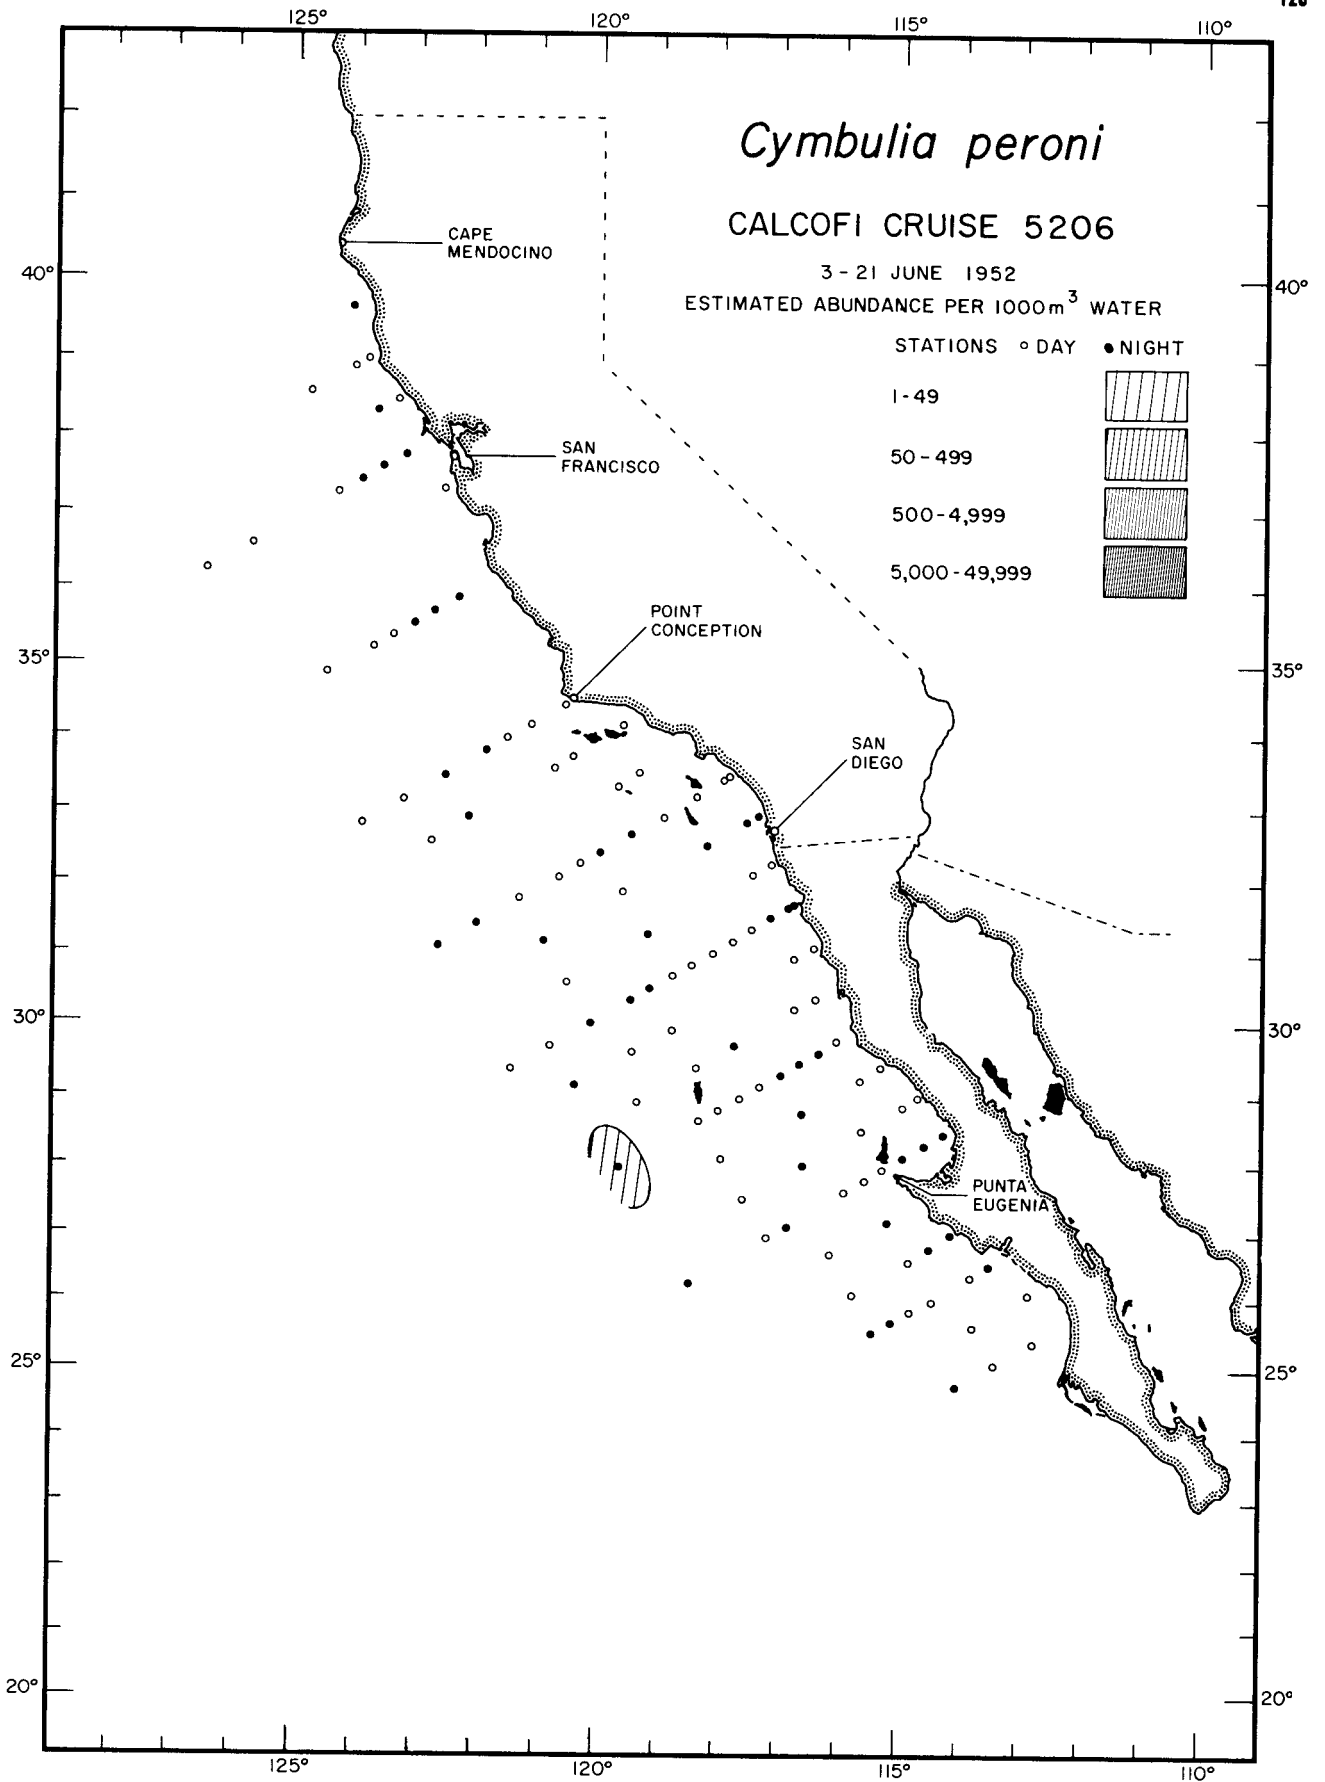 125°
120°
115°
110°
Cymbulia peroni
CALCOFI CRUISE 5206
3-21 JUNE 1952
ESTIMATED ABUNDANCE PER 1000m³ WATER
STATIONS ○ DAY ● NIGHT
1-49
50-499
500-4,999
5,000-49,999
CAPE
MENDOCINO
40°
40°
SAN
FRANCISCO
POINT
CONCEPTION
35°
35°
SAN
DIEGO
30°
30°
PUNTA
EUGENIA
25°
25°
20°
20°
125°
120°
115°
110°